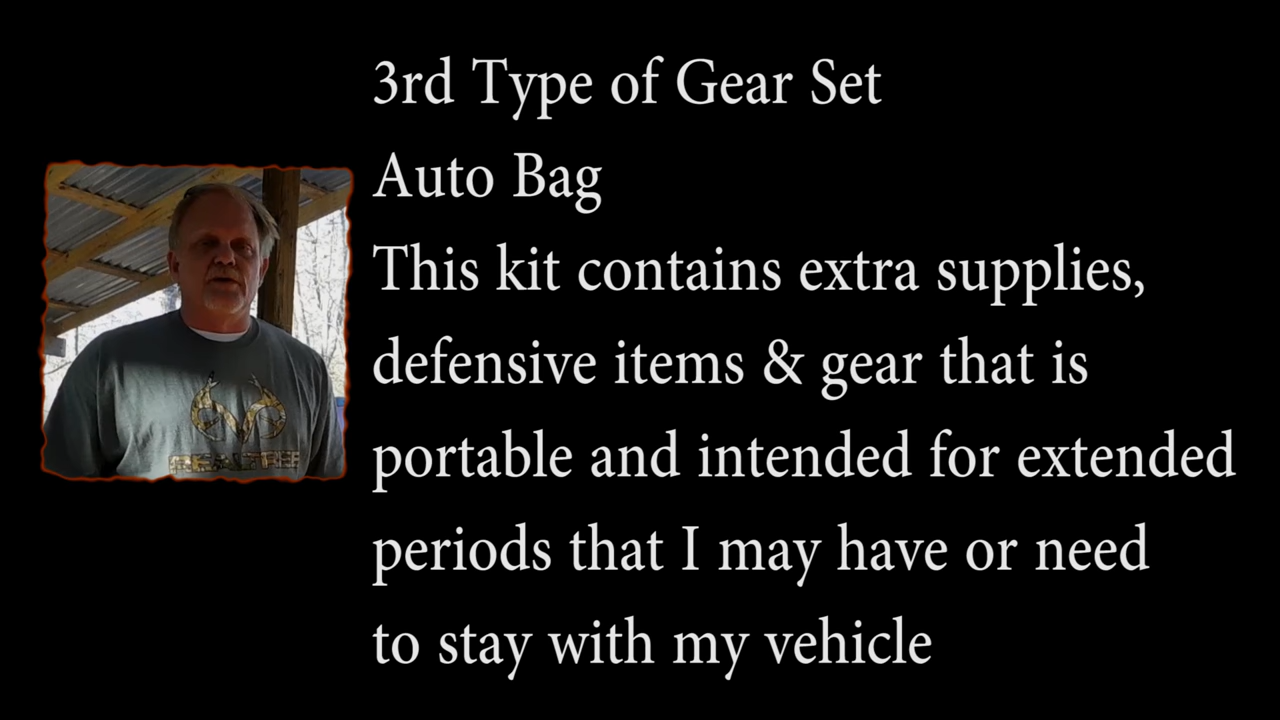 3rd Type of Gear Set
Auto Bag
This kit contains extra supplies,
defensive items & gear that is
portable and intended for extended
periods that I may have or need
to stay with my vehicle
REALTREE